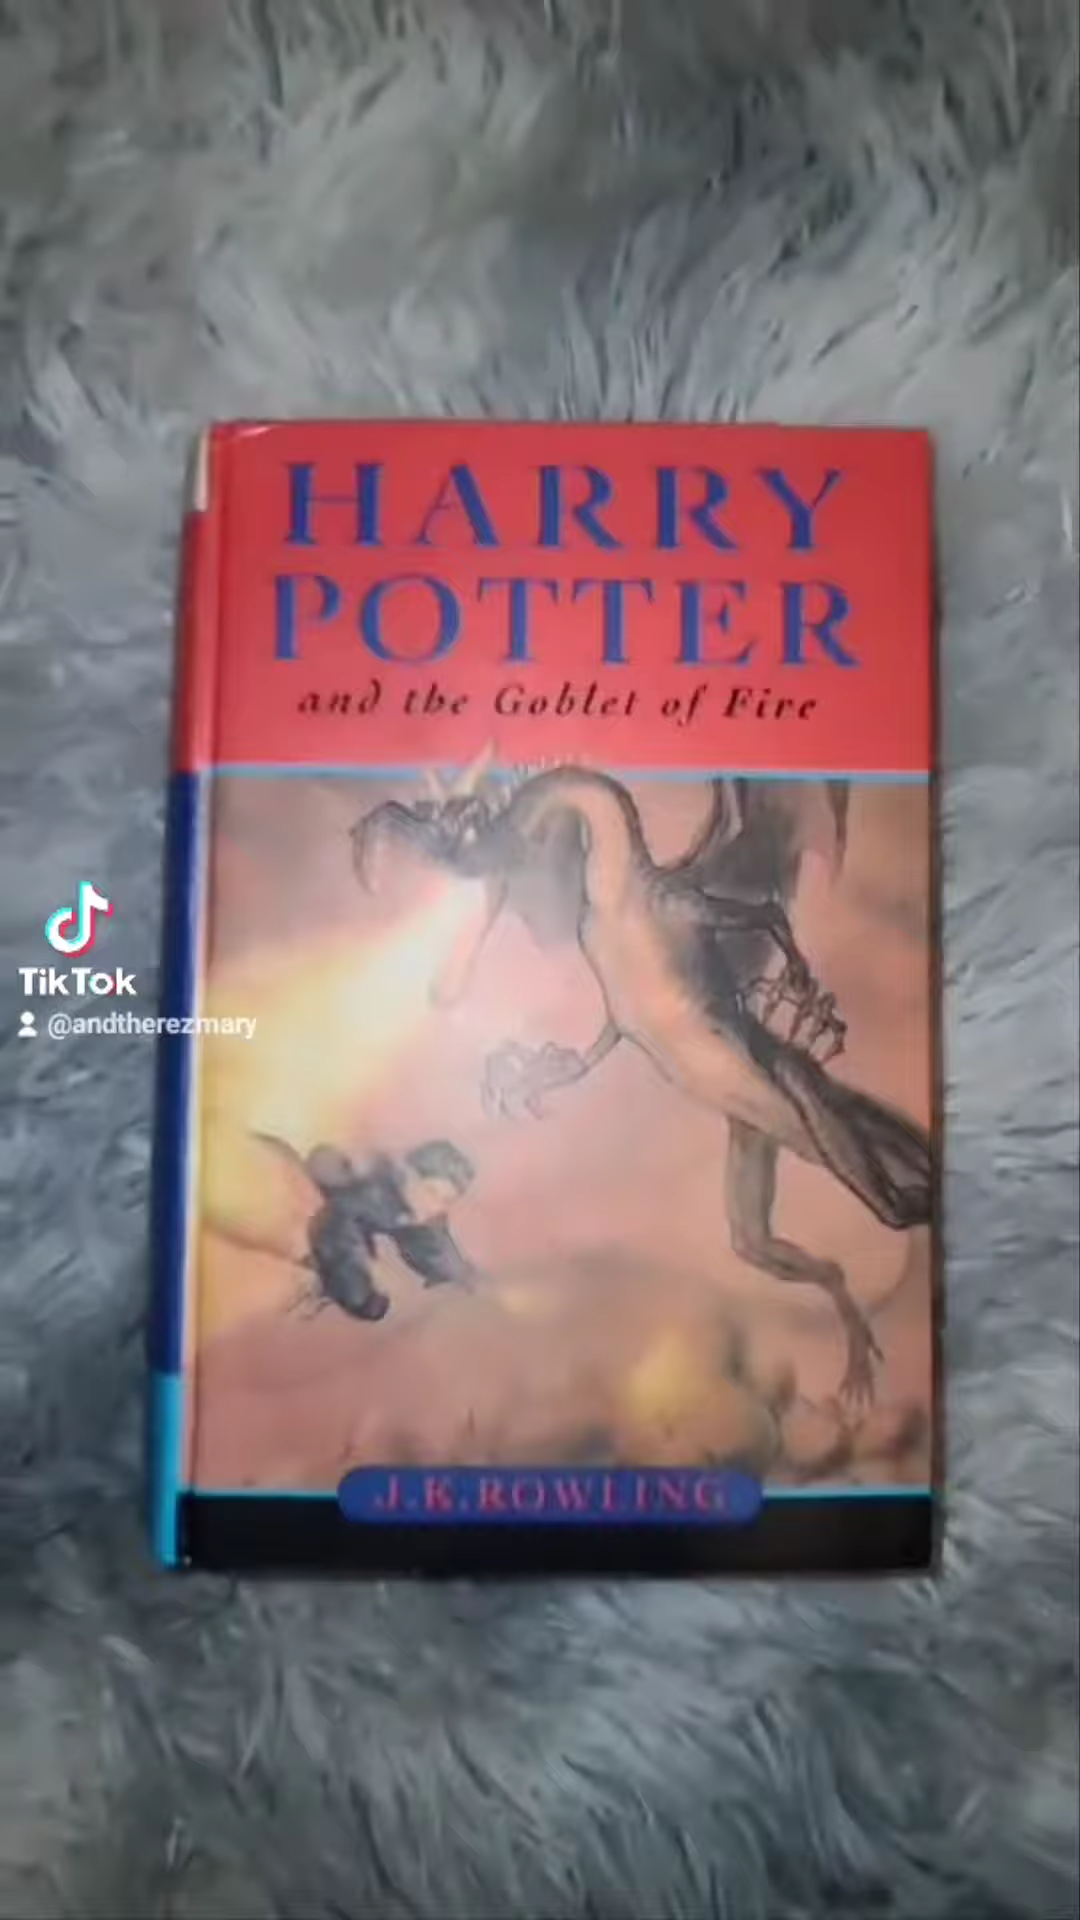 HARRY
POTTER
and the Goblet of Fire
TikTok
@andtherezmary
J.K.ROWLING